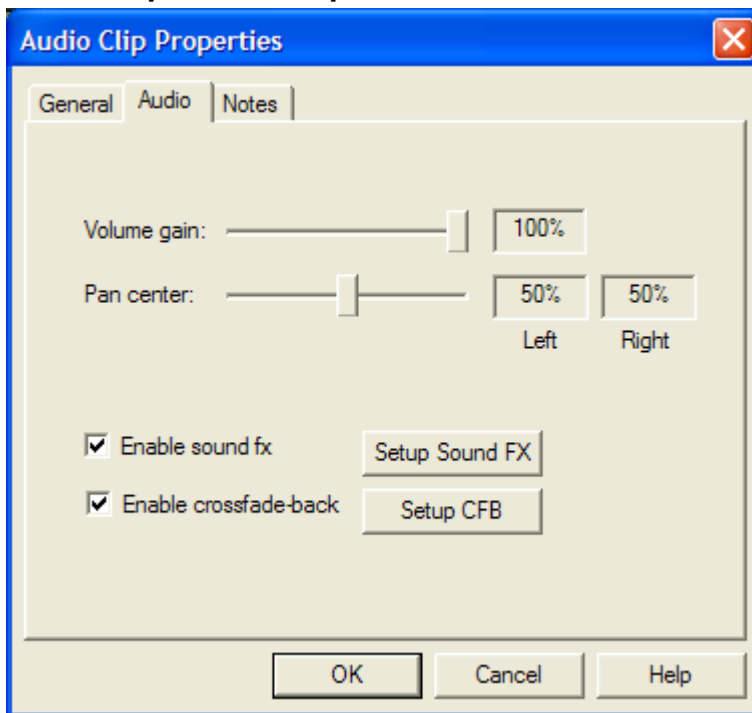 Audio Clip Properties
General Audio Notes
Volume gain: 100%
Pan center: 50% 50%
Left Right
Enable sound fx Setup Sound FX
Enable crossfade-back Setup CFB
OK Cancel Help